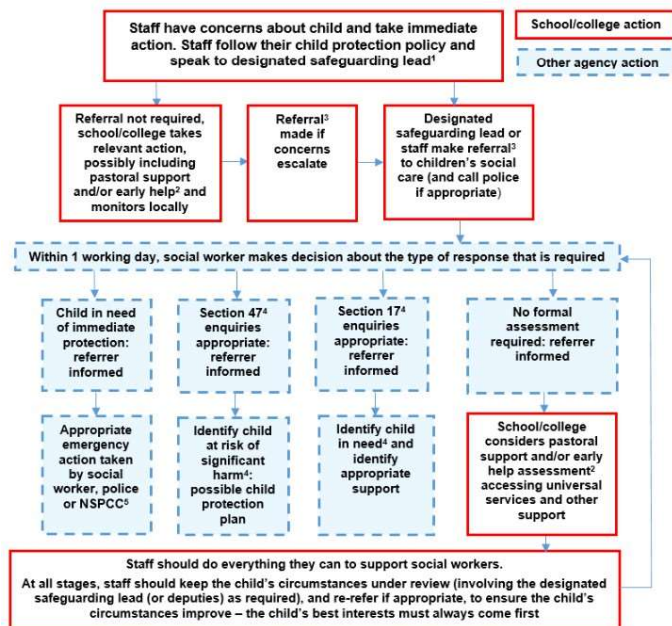 Staff have concerns about child and take immediate
action. Staff follow their child protection policy and
speak to designated safeguarding lead¹
School/college action
Other agency action
Referral not required,
school/college takes
relevant action,
possibly including
pastoral support
and/or early help² and
monitors locally
Referral³
made if
concerns
escalate
Designated
safeguarding lead or
staff make referral³
to children's social
care (and call police
if appropriate)
Within 1 working day, social worker makes decision about the type of response that is required
Child in need
of immediate
protection:
referrer
informed
Section 47⁴
enquiries
appropriate:
referrer
informed
Section 17⁴
enquiries
appropriate:
referrer
informed
No formal
assessment
required: referrer
informed
Appropriate
emergency
action taken
by social
worker, police
or NSPCC⁵
Identify child
at risk of
significant
harm⁴:
possible child
protection
plan
Identify child
in need⁴ and
identify
appropriate
support
School/college
considers pastoral
support and/or early
help assessment²
accessing universal
services and other
support
Staff should do everything they can to support social workers.
At all stages, staff should keep the child's circumstances under review (involving the designated
safeguarding lead (or deputies) as required), and re-refer if appropriate, to ensure the child's
circumstances improve – the child's best interests must always come first